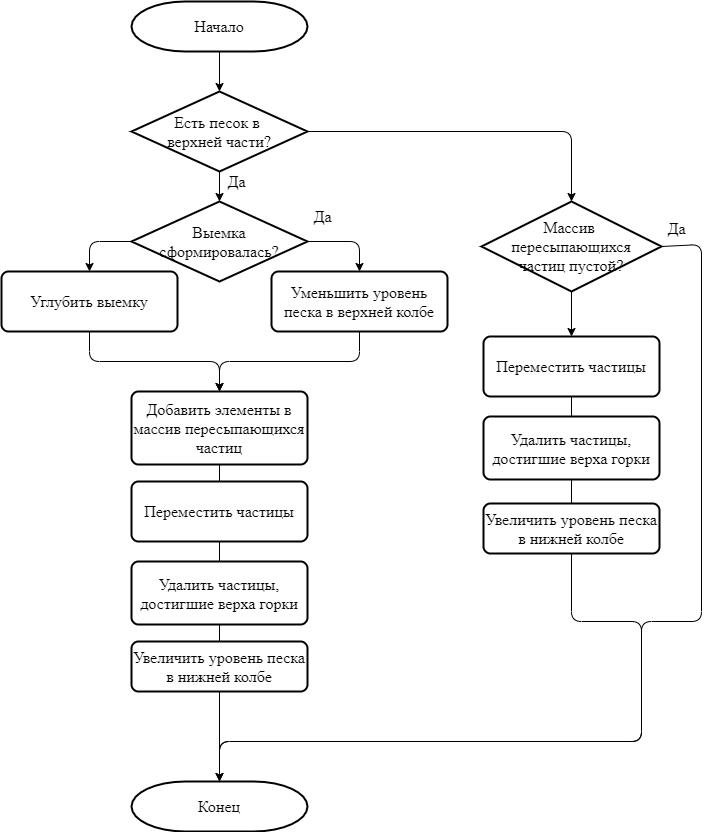 Начало
Есть песок в
верхней части?
Да
Выемка
сформировалась?
Да
Углубить выемку
Уменьшить уровень
песка в верхней колбе
Добавить элементы в
массив пересыпающихся
частиц
Переместить частицы
Удалить частицы,
достигшие верха горки
Увеличить уровень песка
в нижней колбе
Массив
пересыпающихся
частиц пустой?
Да
Переместить частицы
Удалить частицы,
достигшие верха горки
Увеличить уровень песка
в нижней колбе
Конец